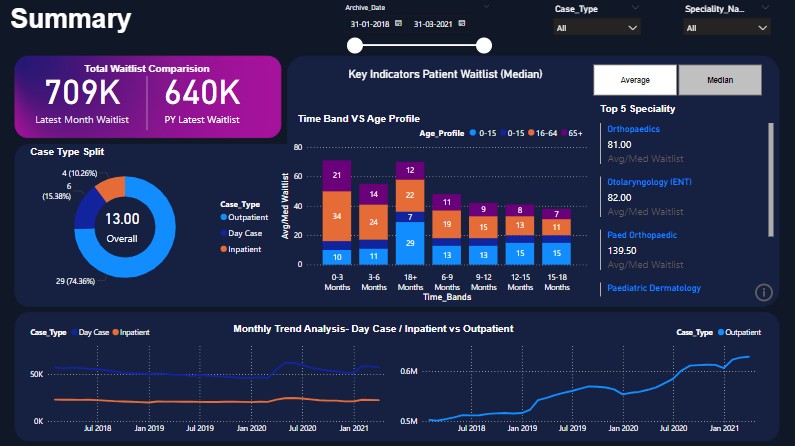 Summary
Archive_Date
31-01-2018
31-03-2021
Case_Type
All
Speciality_Na...
All
Total Waitlist Comparision
709K
Latest Month Waitlist
640K
PY Latest Waitlist
Key Indicators Patient Waitlist (Median)
Average
Median
Case Type Split
4 (10.26%)
6
(15.38%)
13.00
Overall
29 (74.36%)
Case_Type
Outpatient
Day Case
Inpatient
Time Band VS Age Profile
Age_Profile 0-15 0-15 16-64 65+
Avg/Med Waitlist
80
60
40
20
0
21 34 10
14 24 11
12 22 7 29
11 19 13
9 15 13
8 13 15
7 11 15
0-3 3-6 18+ 6-9 9-12 12-15 15-18
Months Months Months Months Months Months Months
Time_Bands
Top 5 Speciality
Orthopaedics
81.00
Avg/Med Waitlist
Otolaryngology (ENT)
82.00
Avg/Med Waitlist
Paed Orthopaedic
139.50
Avg/Med Waitlist
Paediatric Dermatology
Monthly Trend Analysis- Day Case / Inpatient vs Outpatient
Case_Type Day Case Inpatient
50K
0K
Jul 2018 Jan 2019 Jul 2019 Jan 2020 Jul 2020 Jan 2021
Case_Type Outpatient
0.6M
0.5M
Jul 2018 Jan 2019 Jul 2019 Jan 2020 Jul 2020 Jan 2021